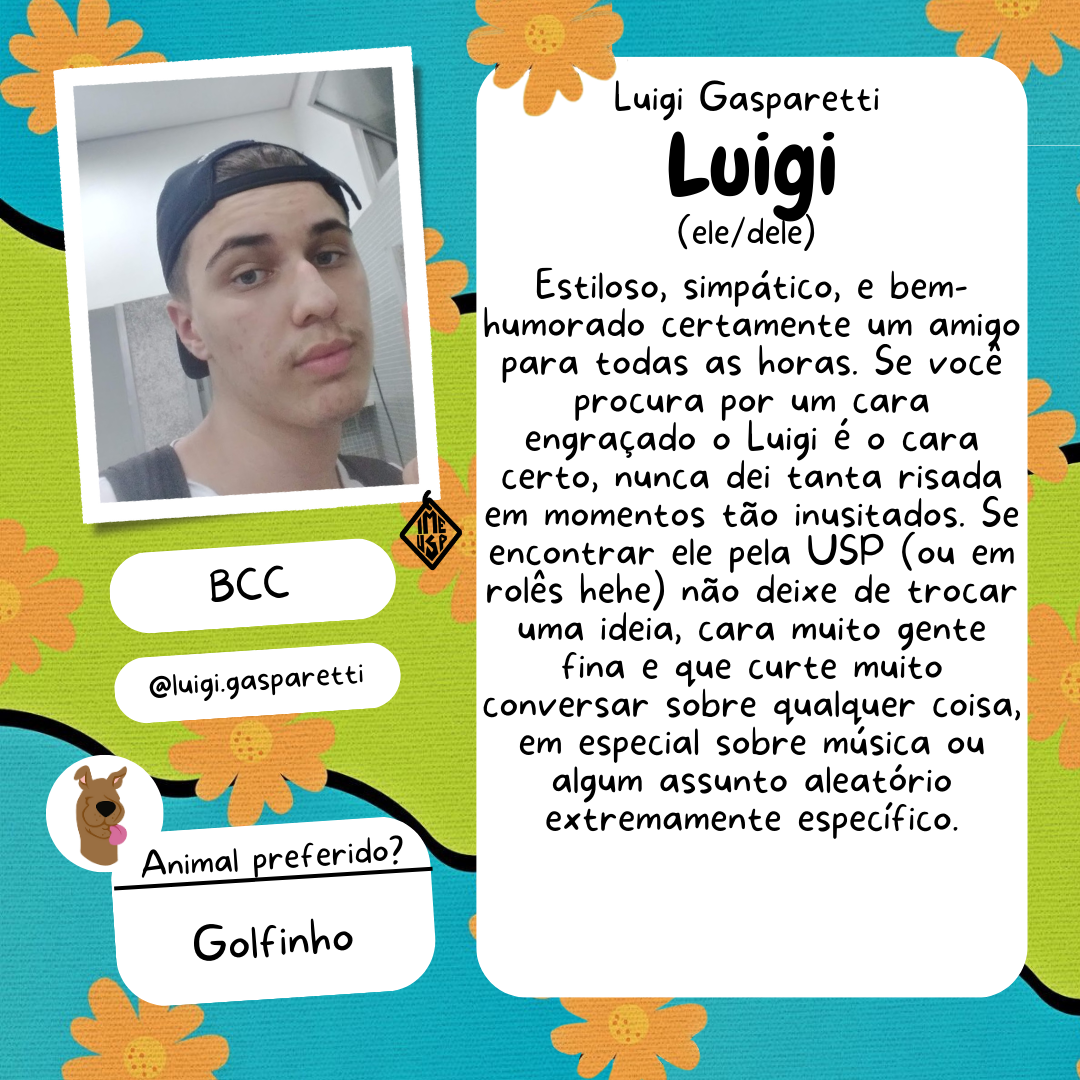 Luigi Gasparetti
Luigi
(ele/dele)
Estiloso, simpático, e bem-
humorado certamente um amigo
para todas as horas. Se você
procura por um cara
engraçado o Luigi é o cara
certo, nunca dei tanta risada
em momentos tão inusitados. Se
encontrar ele pela USP (ou em
rolês hehe) não deixe de trocar
uma ideia, cara muito gente
fina e que curte muito
conversar sobre qualquer coisa,
em especial sobre música ou
algum assunto aleatório
extremamente específico.
IME
USP
BCC
@luigi.gasparetti
Animal preferido?
Golfinho